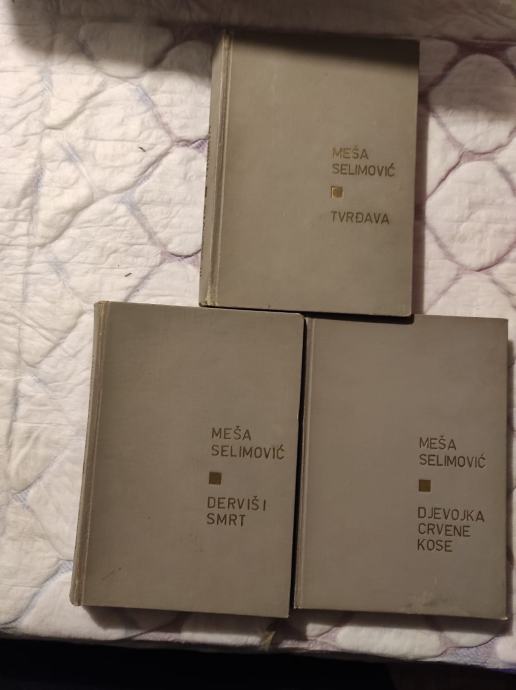 MEŠA
SELIMOVIĆ
TVRĐAVA
MEŠA
SELIMOVIĆ
DERVIŠ I
SMRT
MEŠA
SELIMOVIĆ
DJEVOJKA
CRVENE
KOSE